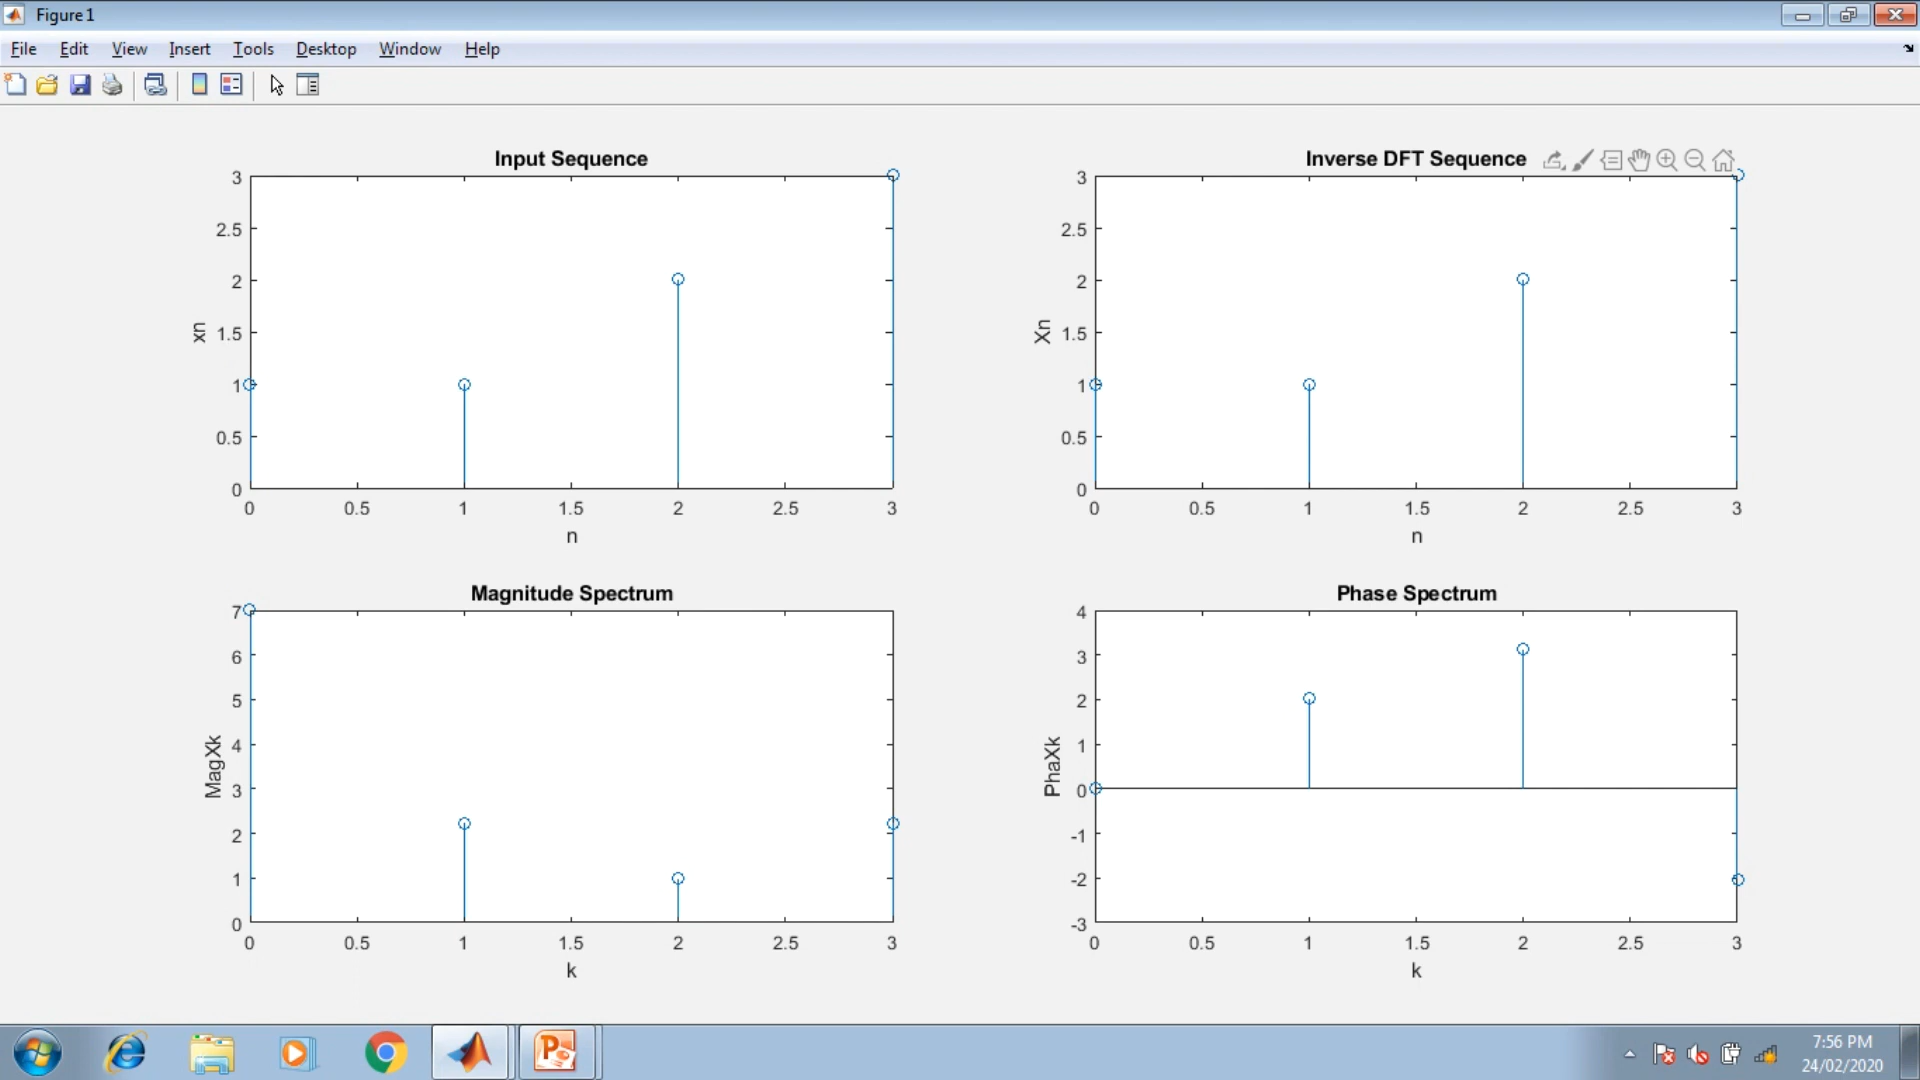 Figure 1
File Edit View Insert Tools Desktop Window Help
Input Sequence
3
2.5
2
1.5
1
0.5
0
xn
0 0.5 1 1.5 2 2.5 3
n
Inverse DFT Sequence
3
2.5
2
1.5
1
0.5
0
Xn
0 0.5 1 1.5 2 2.5 3
n
Magnitude Spectrum
7
6
5
4
3
2
1
0
MagXk
0 0.5 1 1.5 2 2.5 3
k
Phase Spectrum
4
3
2
1
0
-1
-2
-3
PhaXk
0 0.5 1 1.5 2 2.5 3
k
7:56 PM
24/02/2020